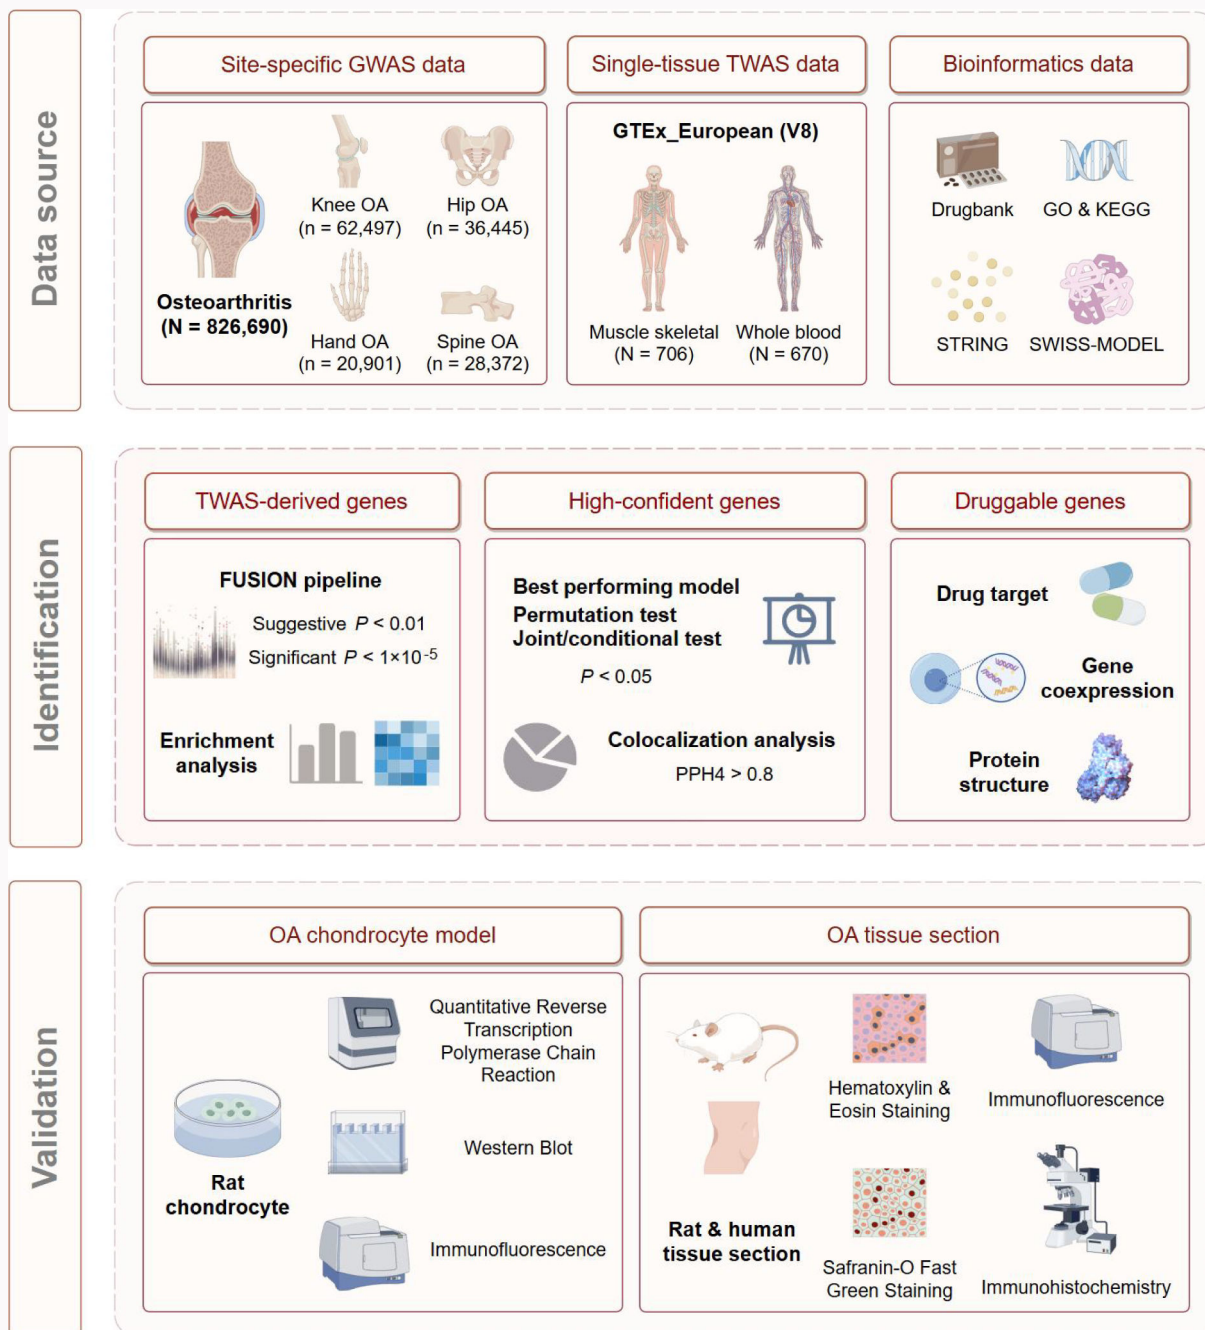 Data source
Site-specific GWAS data
Knee OA
(n = 62,497)
Hip OA
(n = 36,445)
Osteoarthritis
(N = 826,690)
Hand OA
(n = 20,901)
Spine OA
(n = 28,372)
Single-tissue TWAS data
GTEx_European (V8)
Muscle skeletal
(N = 706)
Whole blood
(N = 670)
Bioinformatics data
Drugbank
GO & KEGG
STRING
SWISS-MODEL
Identification
TWAS-derived genes
FUSION pipeline
Suggestive P < 0.01
Significant P < 1×10-5
Enrichment
analysis
High-confident genes
Best performing model
Permutation test
Joint/conditional test
P < 0.05
Colocalization analysis
PPH4 > 0.8
Druggable genes
Drug target
Gene
coexpression
Protein
structure
Validation
OA chondrocyte model
Rat
chondrocyte
Quantitative Reverse
Transcription
Polymerase Chain
Reaction
Western Blot
Immunofluorescence
OA tissue section
Rat & human
tissue section
Hematoxylin &
Eosin Staining
Immunofluorescence
Safranin-O Fast
Green Staining
Immunohistochemistry